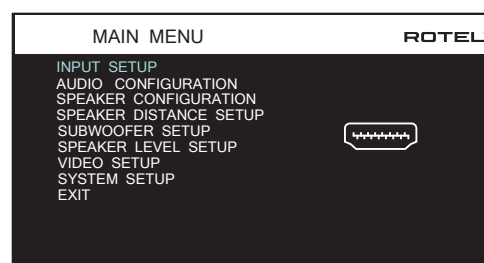 MAIN MENU
ROTEL
INPUT SETUP
AUDIO CONFIGURATION
SPEAKER CONFIGURATION
SPEAKER DISTANCE SETUP
SUBWOOFER SETUP
SPEAKER LEVEL SETUP
VIDEO SETUP
SYSTEM SETUP
EXIT